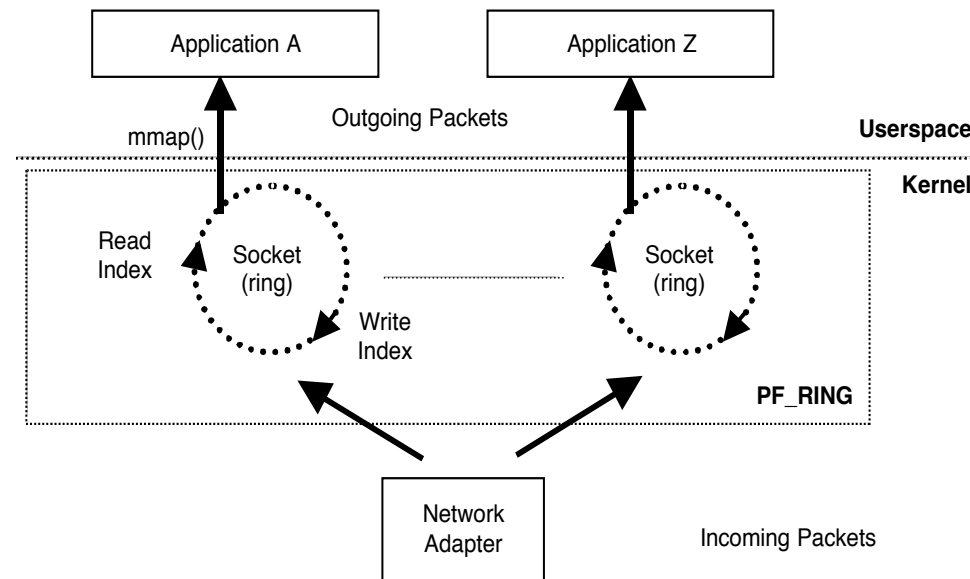 Application A
Application Z
Outgoing Packets
mmap()
Userspace
Kernel
Read
Index
Socket
(ring)
Write
Index
Socket
(ring)
PF_RING
Network
Adapter
Incoming Packets